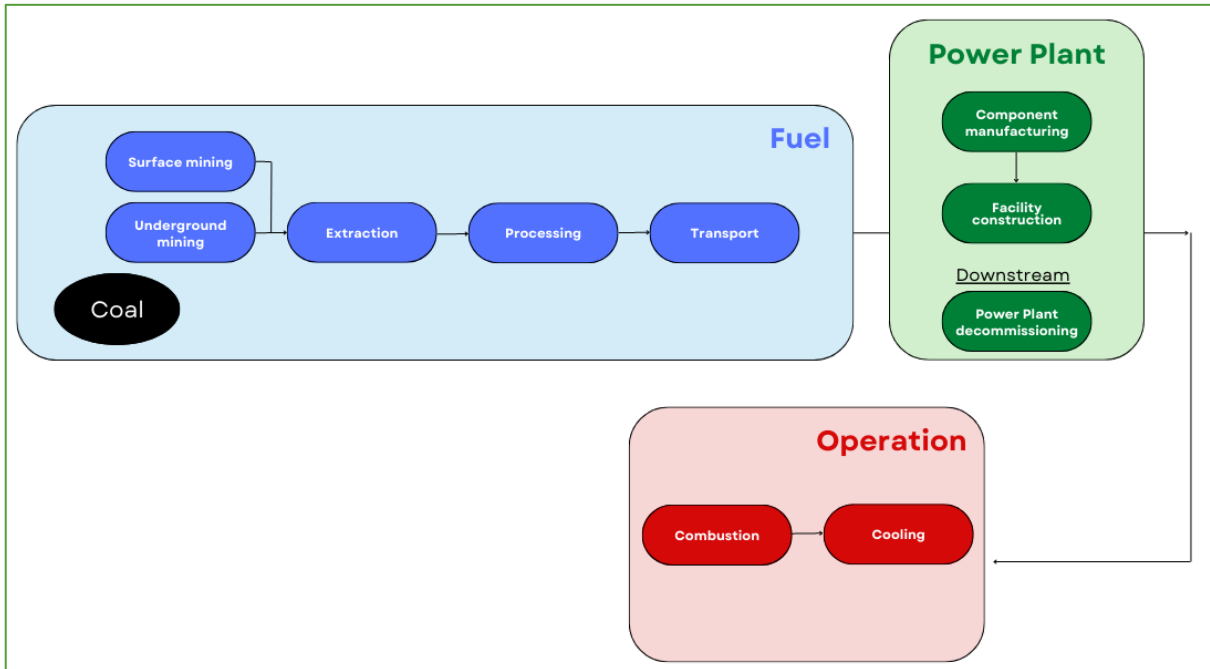 Fuel
Surface mining
Underground
mining
Extraction
Processing
Transport
Coal
Power Plant
Component
manufacturing
Facility
construction
Downstream
Power Plant
decommissioning
Operation
Combustion
Cooling